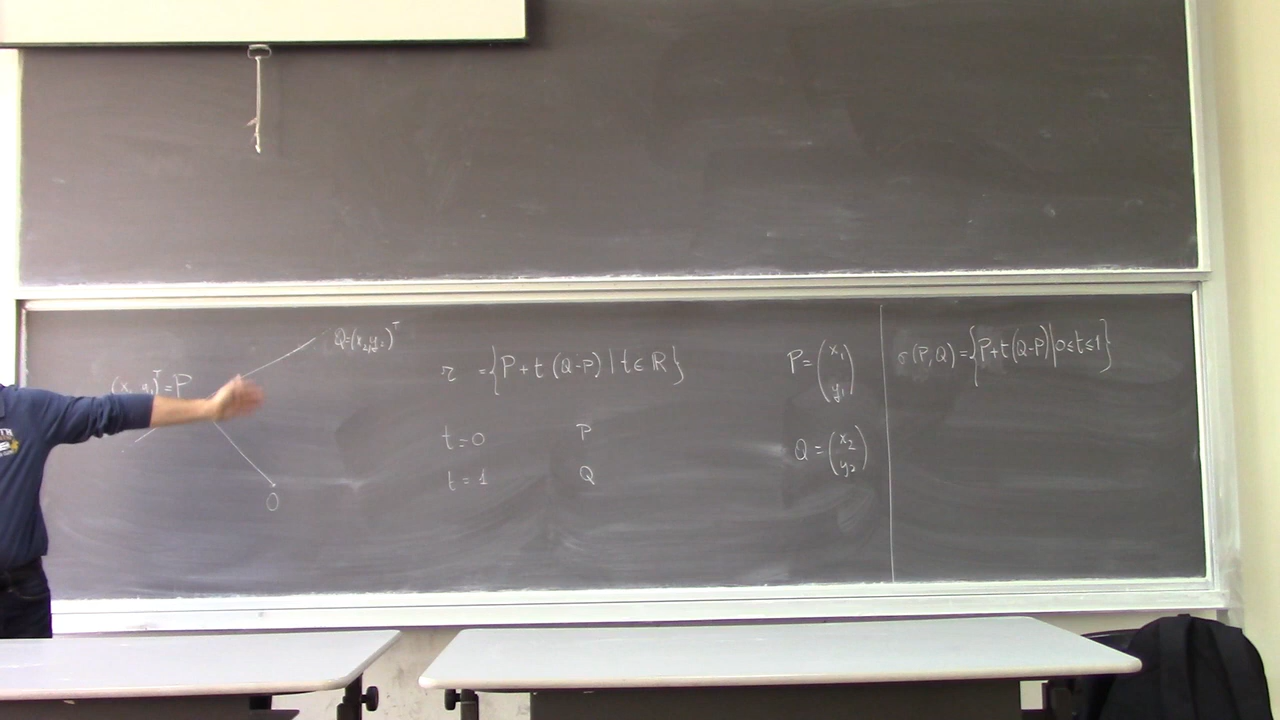 Q=(x₂,y₂)ᵀ
(x₁ y₁)ᵀ=P
O
r = {P+t(Q-P) | t∈ℝ}
t=0 P
t=1 Q
P=(x₁ y₁)
Q=(x₂ y₂)
σ(P,Q)={P+t(Q-P)|0≤t≤1}